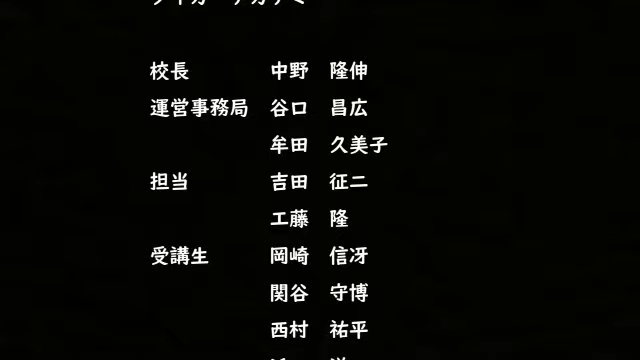 校長 中野 隆伸
運営事務局 谷口 昌広
牟田 久美子
担当 吉田 征二
工藤 隆
受講生 岡崎 信冴
関谷 守博
西村 祐平